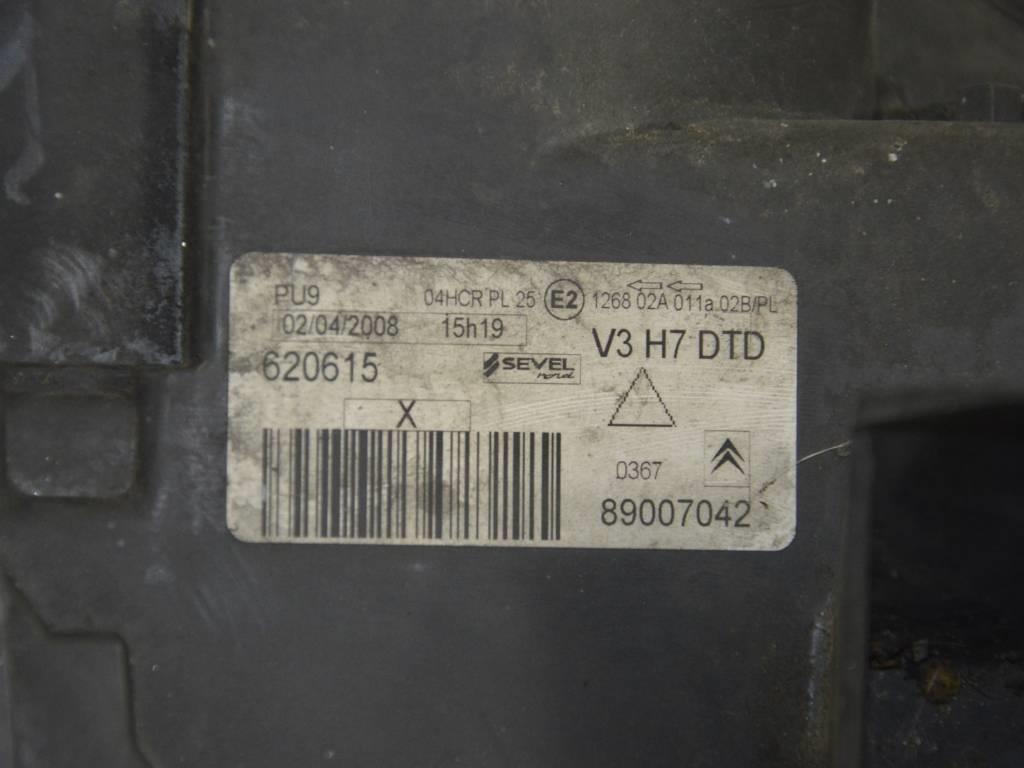 PU9 04HCR PL 25 E2 1268 02A 011a 02B/PL
02/04/2008 15h19
V3 H7 DTD
620615
SEVEL
X
0367
89007042